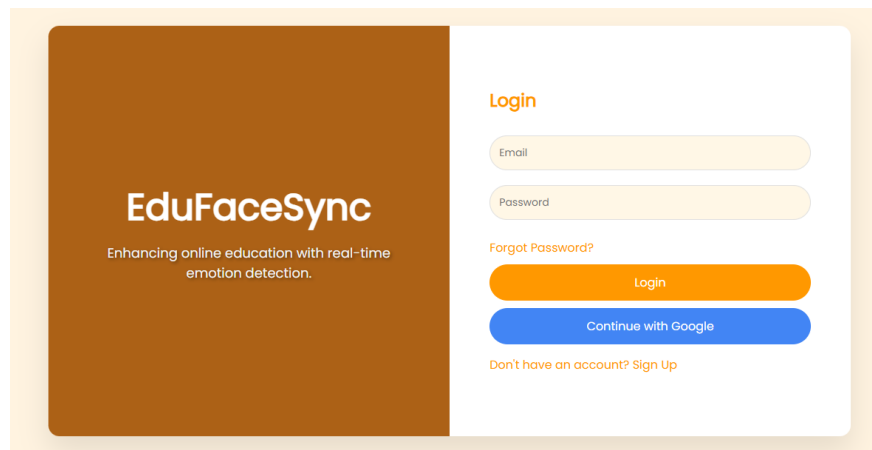 EduFaceSync
Enhancing online education with real-time
emotion detection.
Login
Email
Password
Forgot Password?
Login
Continue with Google
Don't have an account? Sign Up